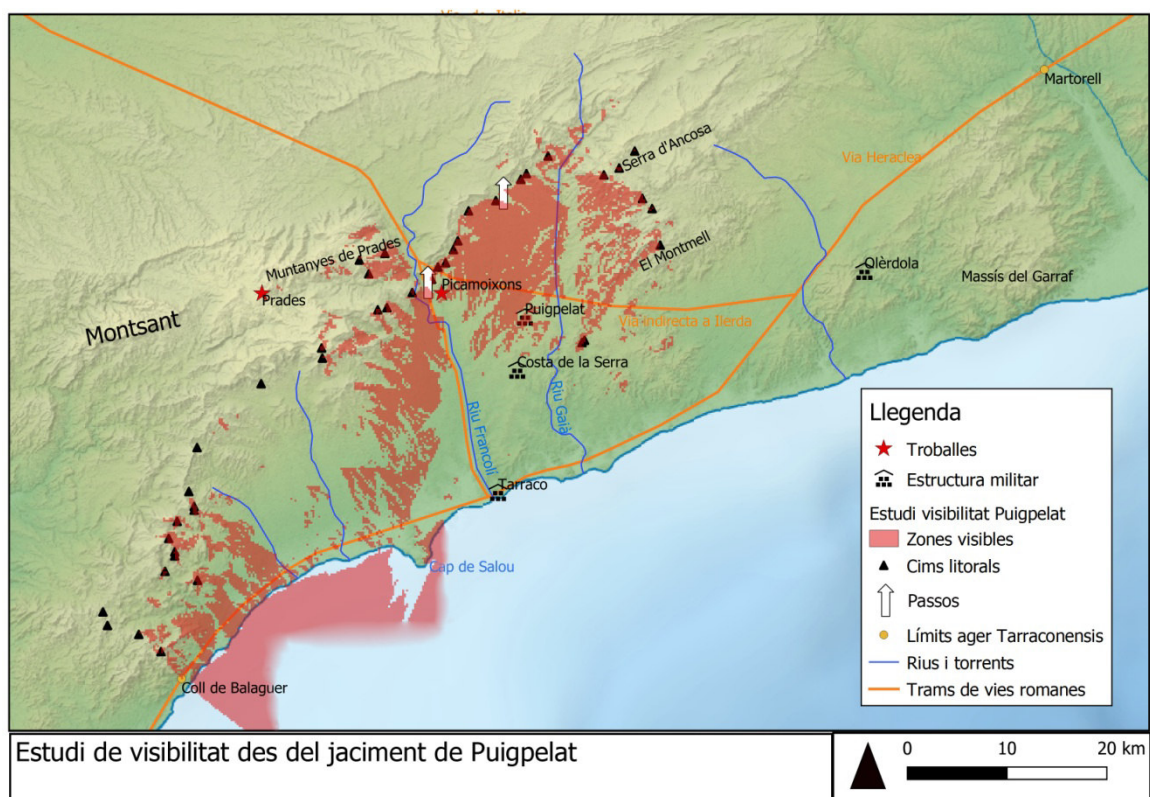 Via de Italia
Martorell
Serra d'Ancosa
Via Heraclea
Muntanyes de Prades
El Montmell
Olèrdola
Massís del Garraf
Prades
Picamoixons
Montsant
Puigpelat
Via Indirecta a Ilerda
Costa de la Serra
Riu Gaià
Riu Francolí
Tarraco
Cap de Salou
Coll de Balaguer
Llegenda
Troballes
Estructura militar
Estudi visibilitat Puigpelat
Zones visibles
Cims litorals
Passos
Límits ager Tarraconensis
Rius i torrents
Trams de vies romanes
Estudi de visibilitat des del jaciment de Puigpelat
0 10 20 km